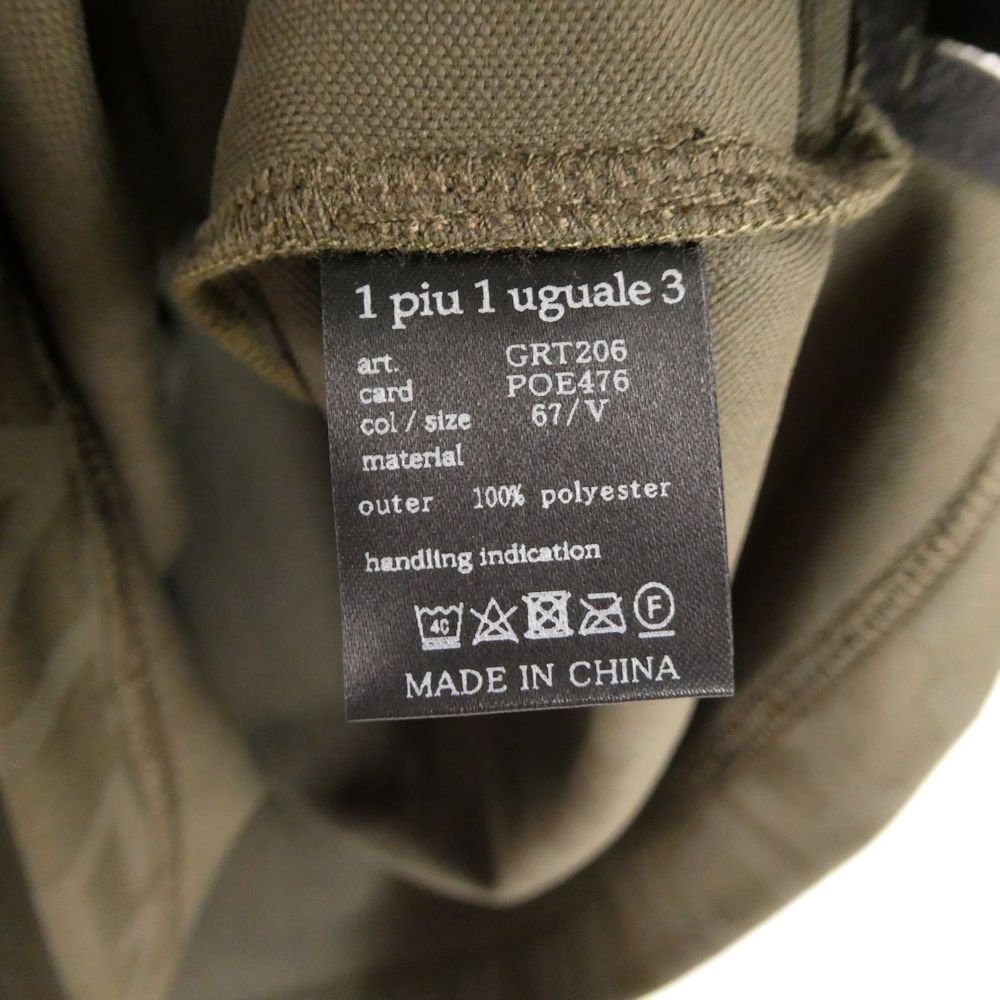 1 piu 1 uguale 3
art. GRT206
card POE476
col / size 67/V
material
outer 100% polyester
handling indication
40 F
MADE IN CHINA